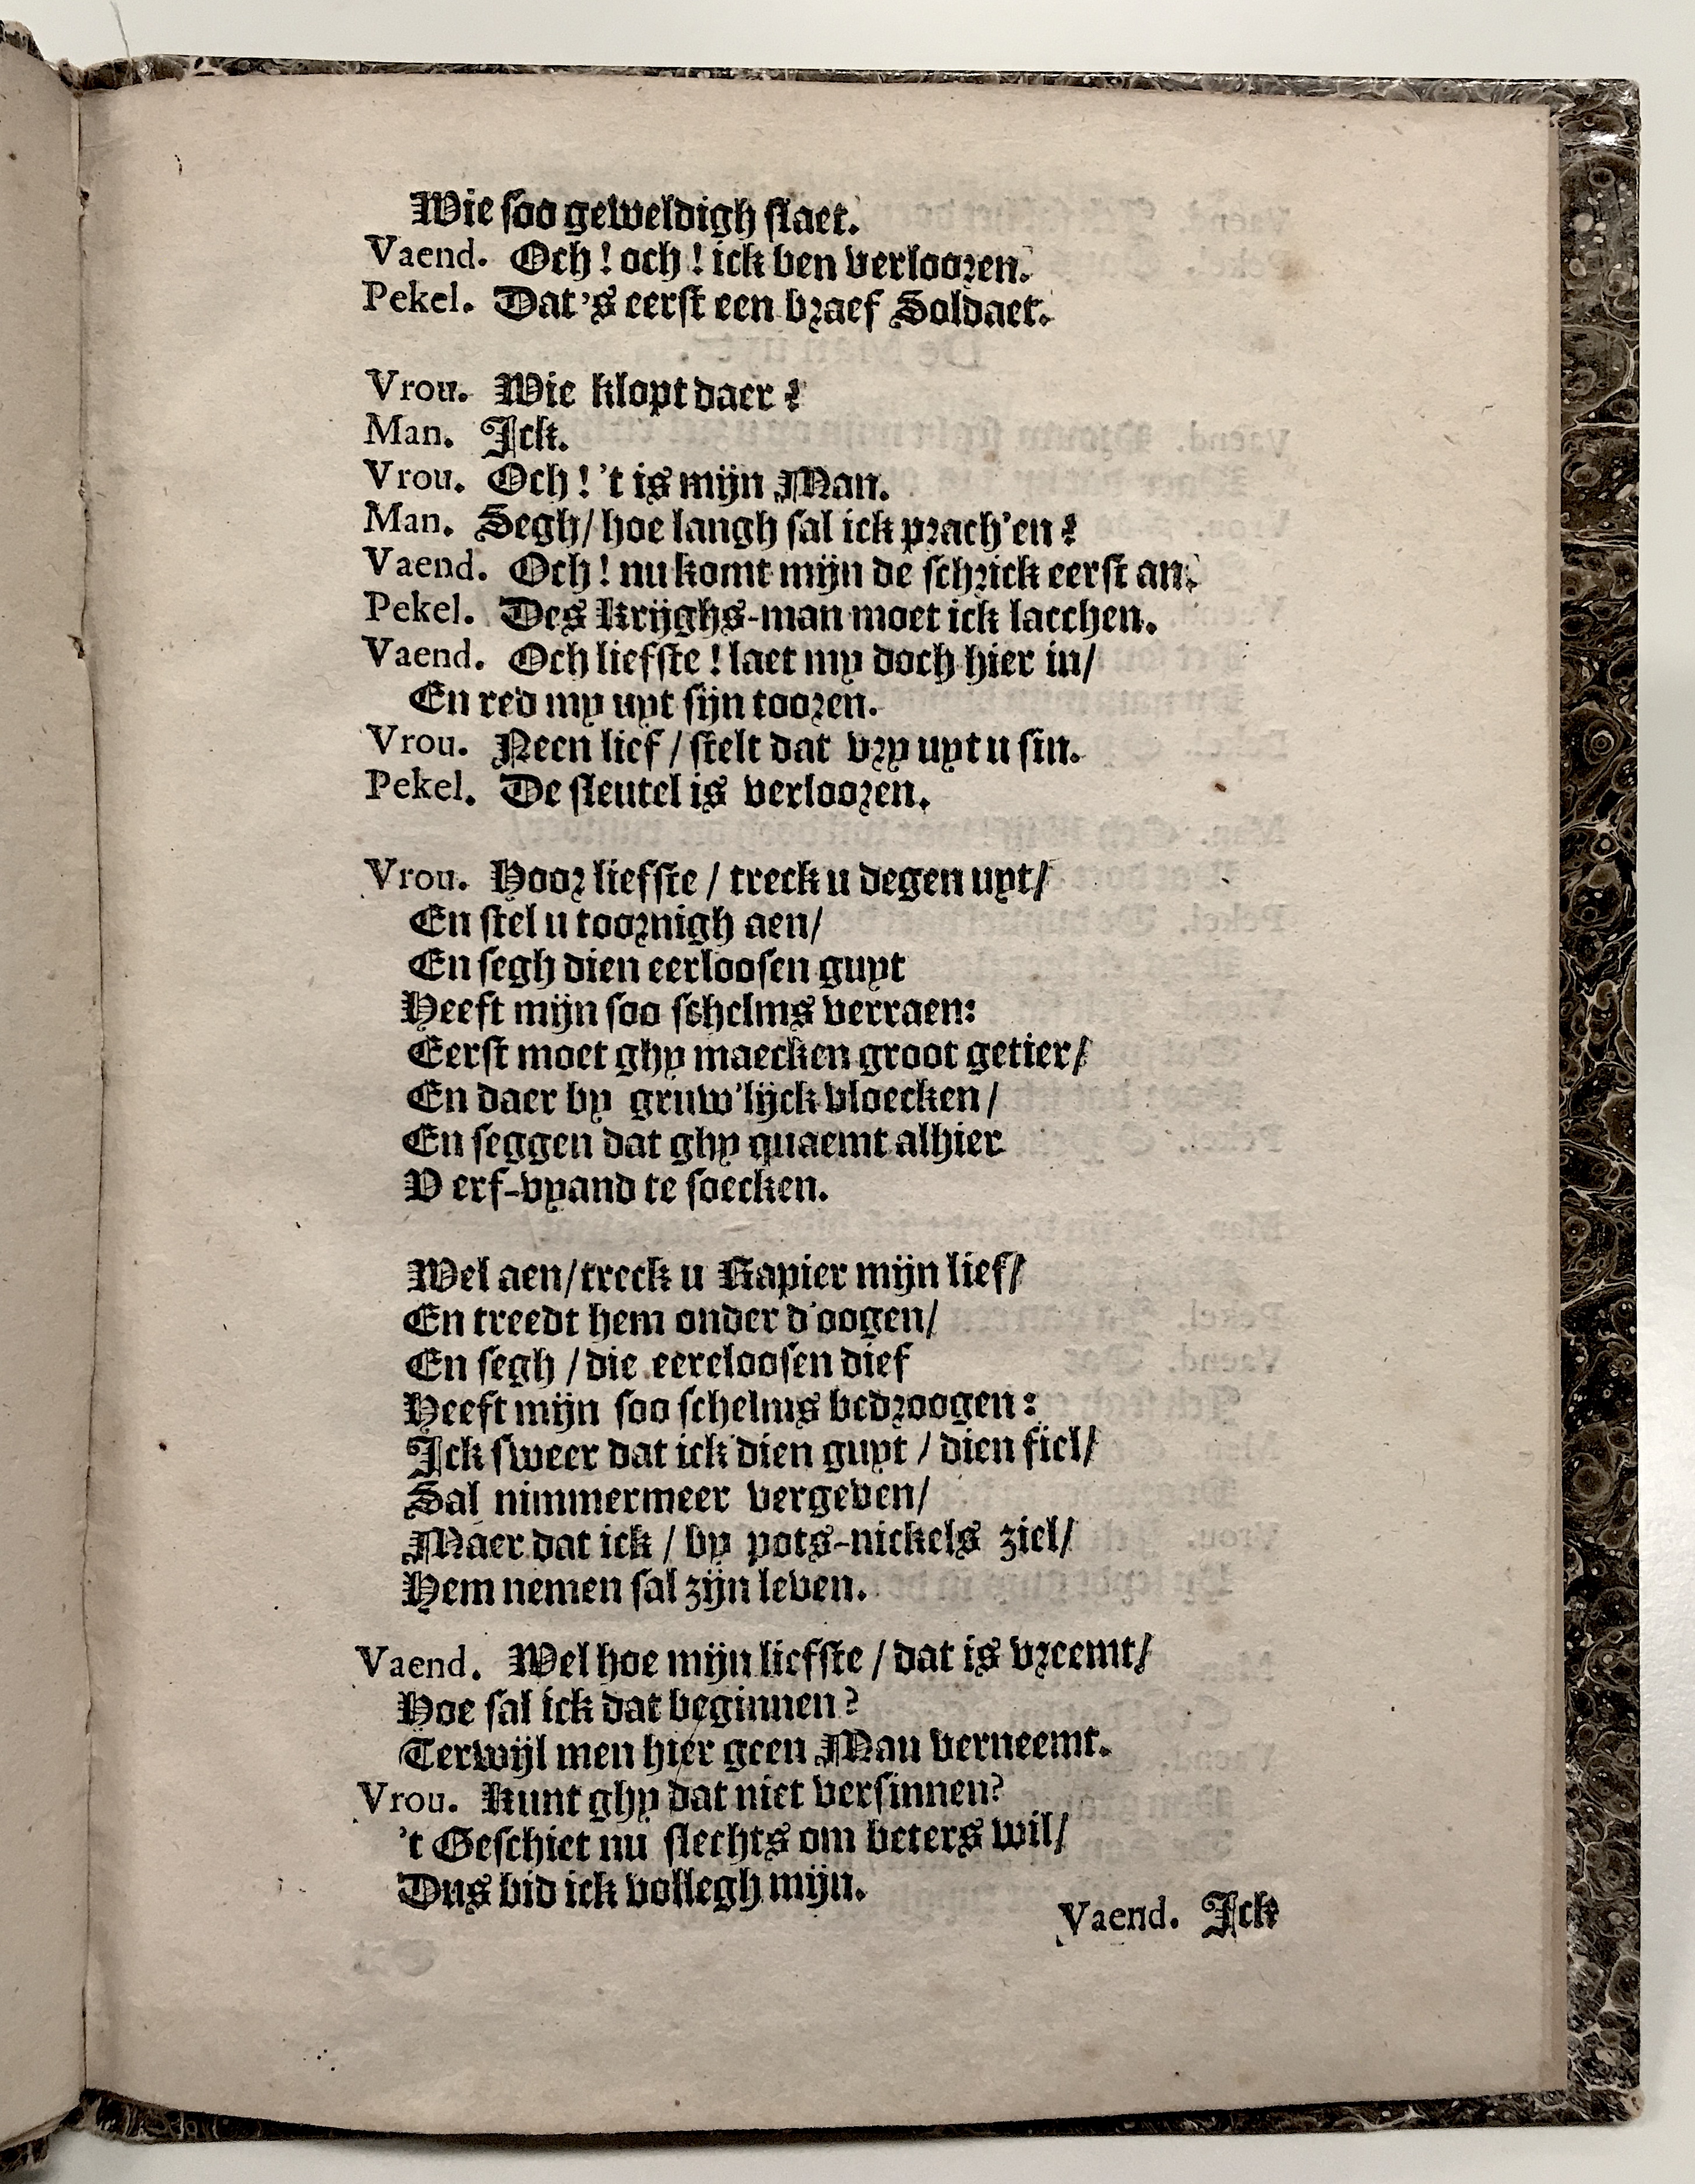 Wie soo geweldigh slaet.
Vaend. Och! och! ick ben verlooren.
Pekel. Dat's eerst een braef Soldaet.
Vrou. Wie klopt daer?
Man. Ick.
Vrou. Och! 't is mijn Man.
Man. Segh/ hoe langh sal ick prach'en?
Vaend. Och! nu komt mijn de schrick eerst an.
Pekel. Des Krijghs-man moet ick lacchen.
Vaend. Och liefste! laet my doch hier in/
En red my uyt sijn tooren.
Vrou. Neen lief / stelt dat vry uyt u sin.
Pekel. De sleutel is verlooren.
Vrou. Hoor liefste / treck u degen uyt/
En stel u toornigh aen/
En segh dien eerloosen guyt
Heeft mijn soo schelms verraen:
Eerst moet ghy maecken groot getier/
En daer by gruw'lijck vloecken/
En seggen dat ghy quaemt alhier
V erf-vyand te soecken.
Wel aen/ treck u Rapier mijn lief/
En treedt hem onder d'oogen/
En segh / die eereloosen dief
Heeft mijn soo schelms bedroogen:
Ick sweer dat ick dien guyt / dien fiel/
Sal nimmermeer vergeven/
Maer dat ick / by pots-nickels ziel/
Hem nemen sal zijn leven.
Vaend. Wel hoe mijn liefste / dat is vreemt/
Hoe sal ick dat beginnen?
Terwijl men hier geen Man verneemt.
Vrou. Kunt ghy dat niet versinnen?
't Geschiet nu slechts om beters wil/
Dus bid ick vollegh mijn.
Vaend. Ick